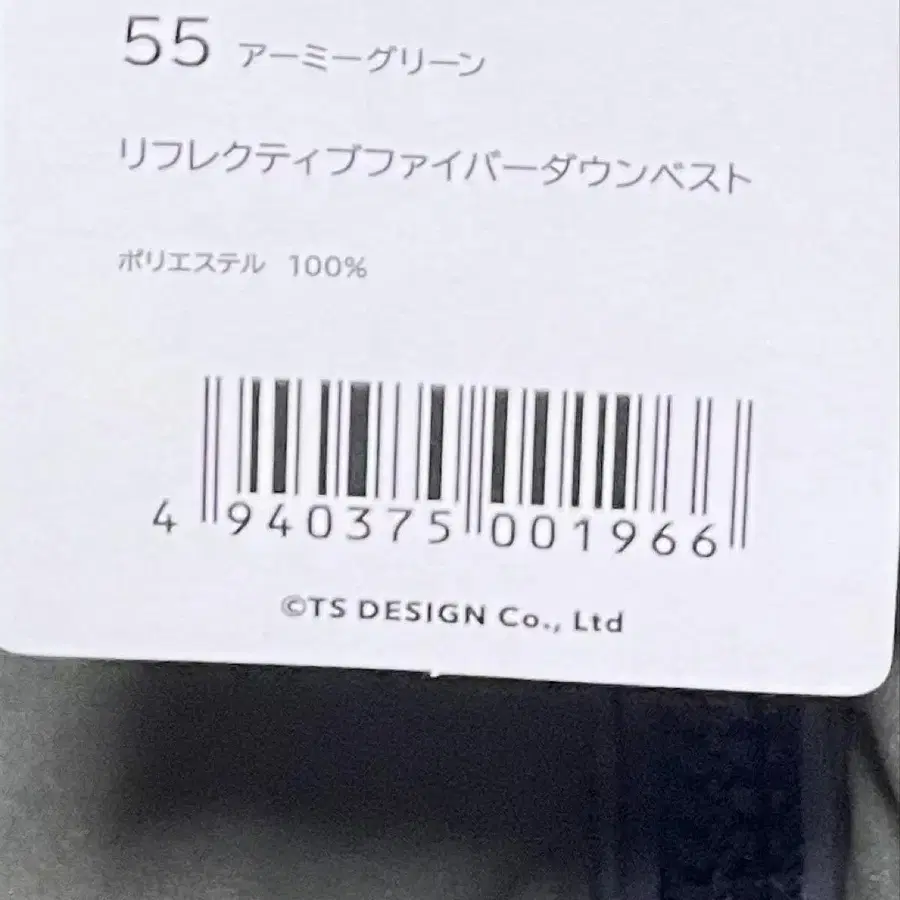 55 アーミーグリーン
リフレクティブファイバーダウンベスト
ポリエステル 100%
4 940375 001966
©TS DESIGN Co., Ltd